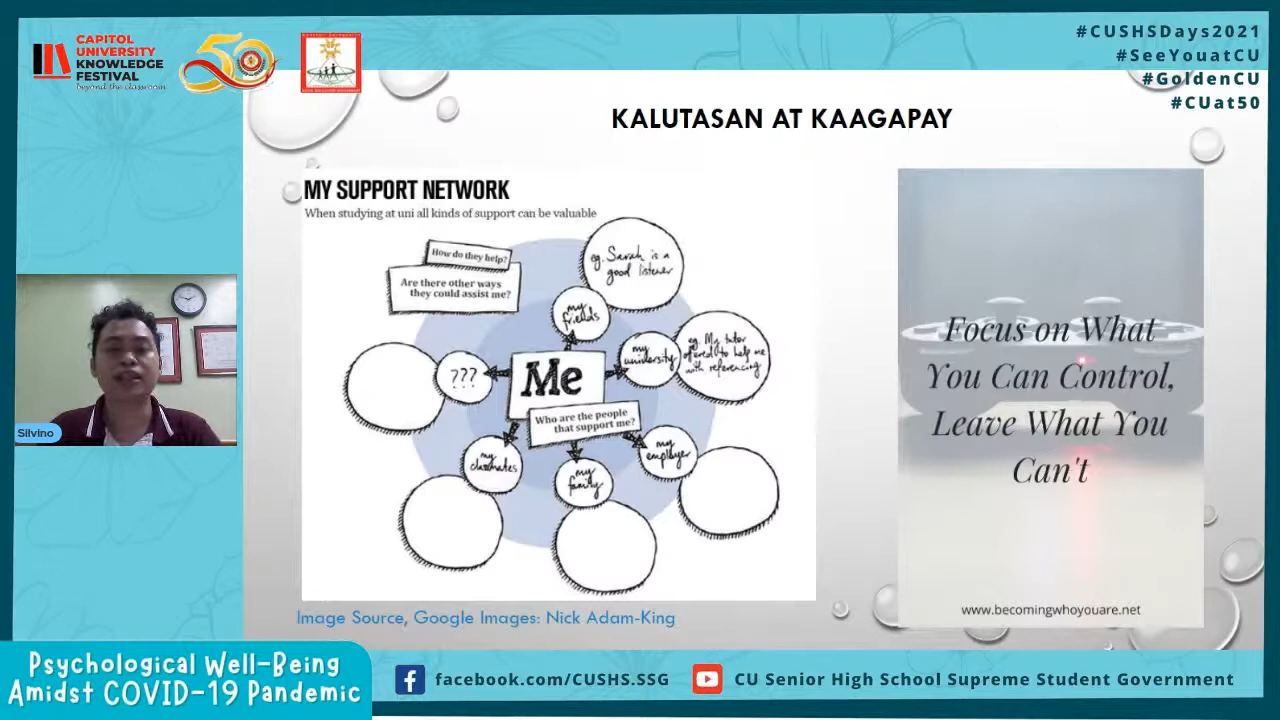 CAPITOL
UNIVERSITY
KNOWLEDGE
FESTIVAL
beyond the classroom
50
#CUSHSDays2021
#SeeYouatCU
#GoldenCU
#CUat50
KALUTASAN AT KAAGAPAY
MY SUPPORT NETWORK
When studying at uni all kinds of support can be valuable
How do they help?
Are there other ways
they could assist me?
eg. Sarah is a
good listener
my
friends
my
university
eg. My tutor
offered to help me
with referencing
???
Me
Who are the people
that support me?
my
classmates
my
family
my
employer
Image Source, Google Images: Nick Adam-King
Focus on What
You Can Control,
Leave What You
Can't
www.becomingwhoyouare.net
Silvino
Psychological Well-Being
Amidst COVID-19 Pandemic
facebook.com/CUSHS.SSG
CU Senior High School Supreme Student Government